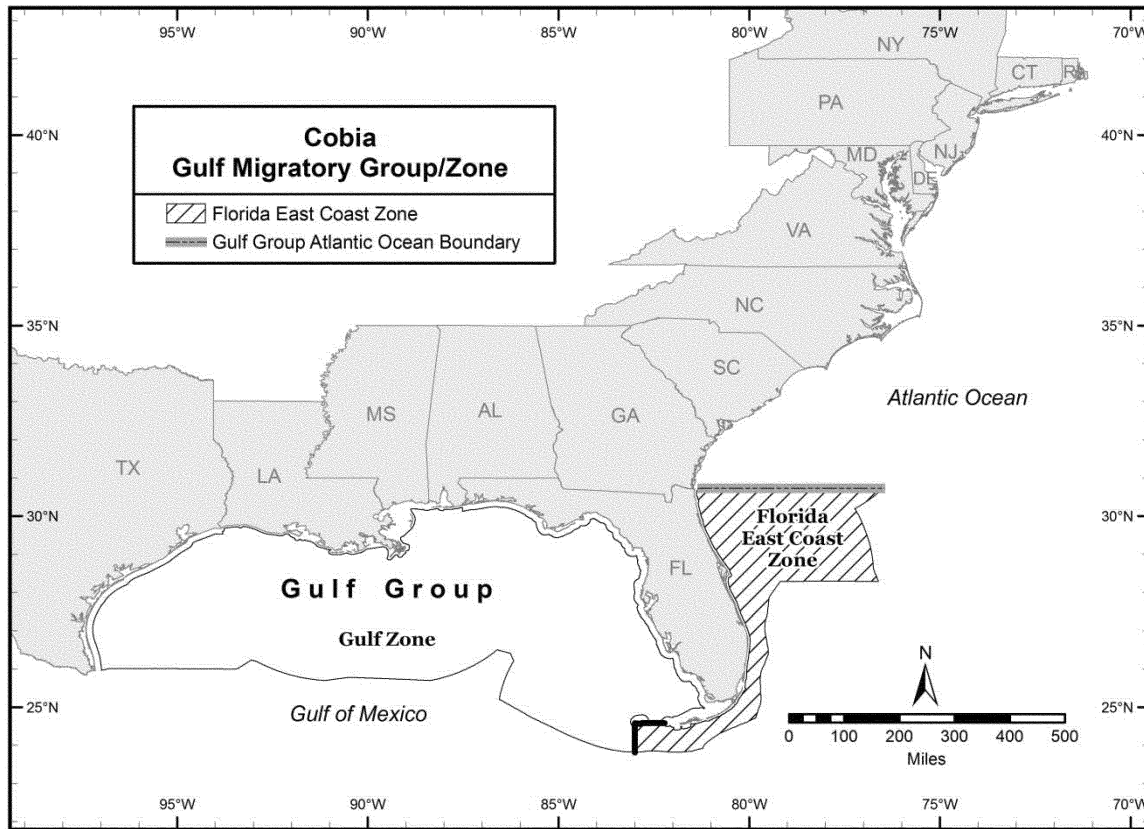 95°W 90°W 85°W 80°W 75°W 70°W
NY
CT RI
Cobia
Gulf Migratory Group/Zone
Florida East Coast Zone
Gulf Group Atlantic Ocean Boundary
PA
40°N 40°N
MD NJ
DE
VA
NC
35°N 35°N
SC
Atlantic Ocean
MS AL GA
TX LA
30°N 30°N
Florida
East Coast
Zone
FL
Gulf Group
Gulf Zone
N
Gulf of Mexico
25°N 25°N
0 100 200 300 400 500
Miles
95°W 90°W 85°W 80°W 75°W 70°W